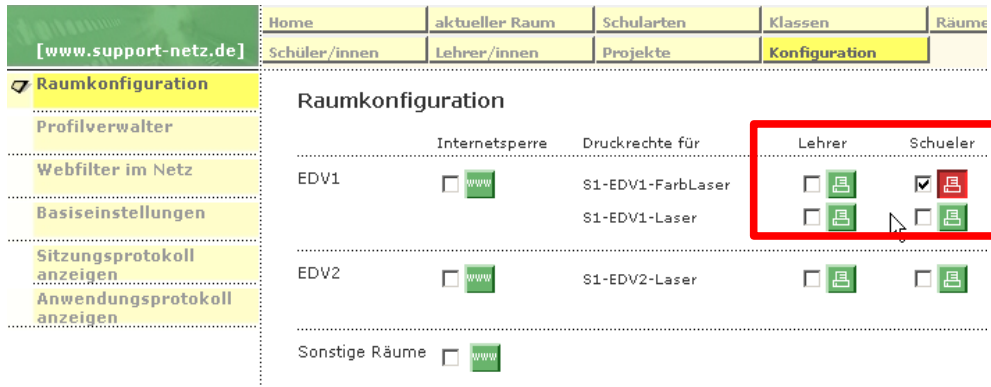 Home aktueller Raum Schularten Klassen Räume
[www.support-netz.de] Schüler/innen Lehrer/innen Projekte Konfiguration
Raumkonfiguration
Profilverwalter
Webfilter im Netz
Basiseinstellungen
Sitzungsprotokoll
anzeigen
Anwendungsprotokoll
anzeigen
Raumkonfiguration
Internetsperre Druckrechte für Lehrer Schueler
EDV1 www S1-EDV1-FarbLaser
S1-EDV1-Laser
EDV2 www S1-EDV2-Laser
Sonstige Räume www